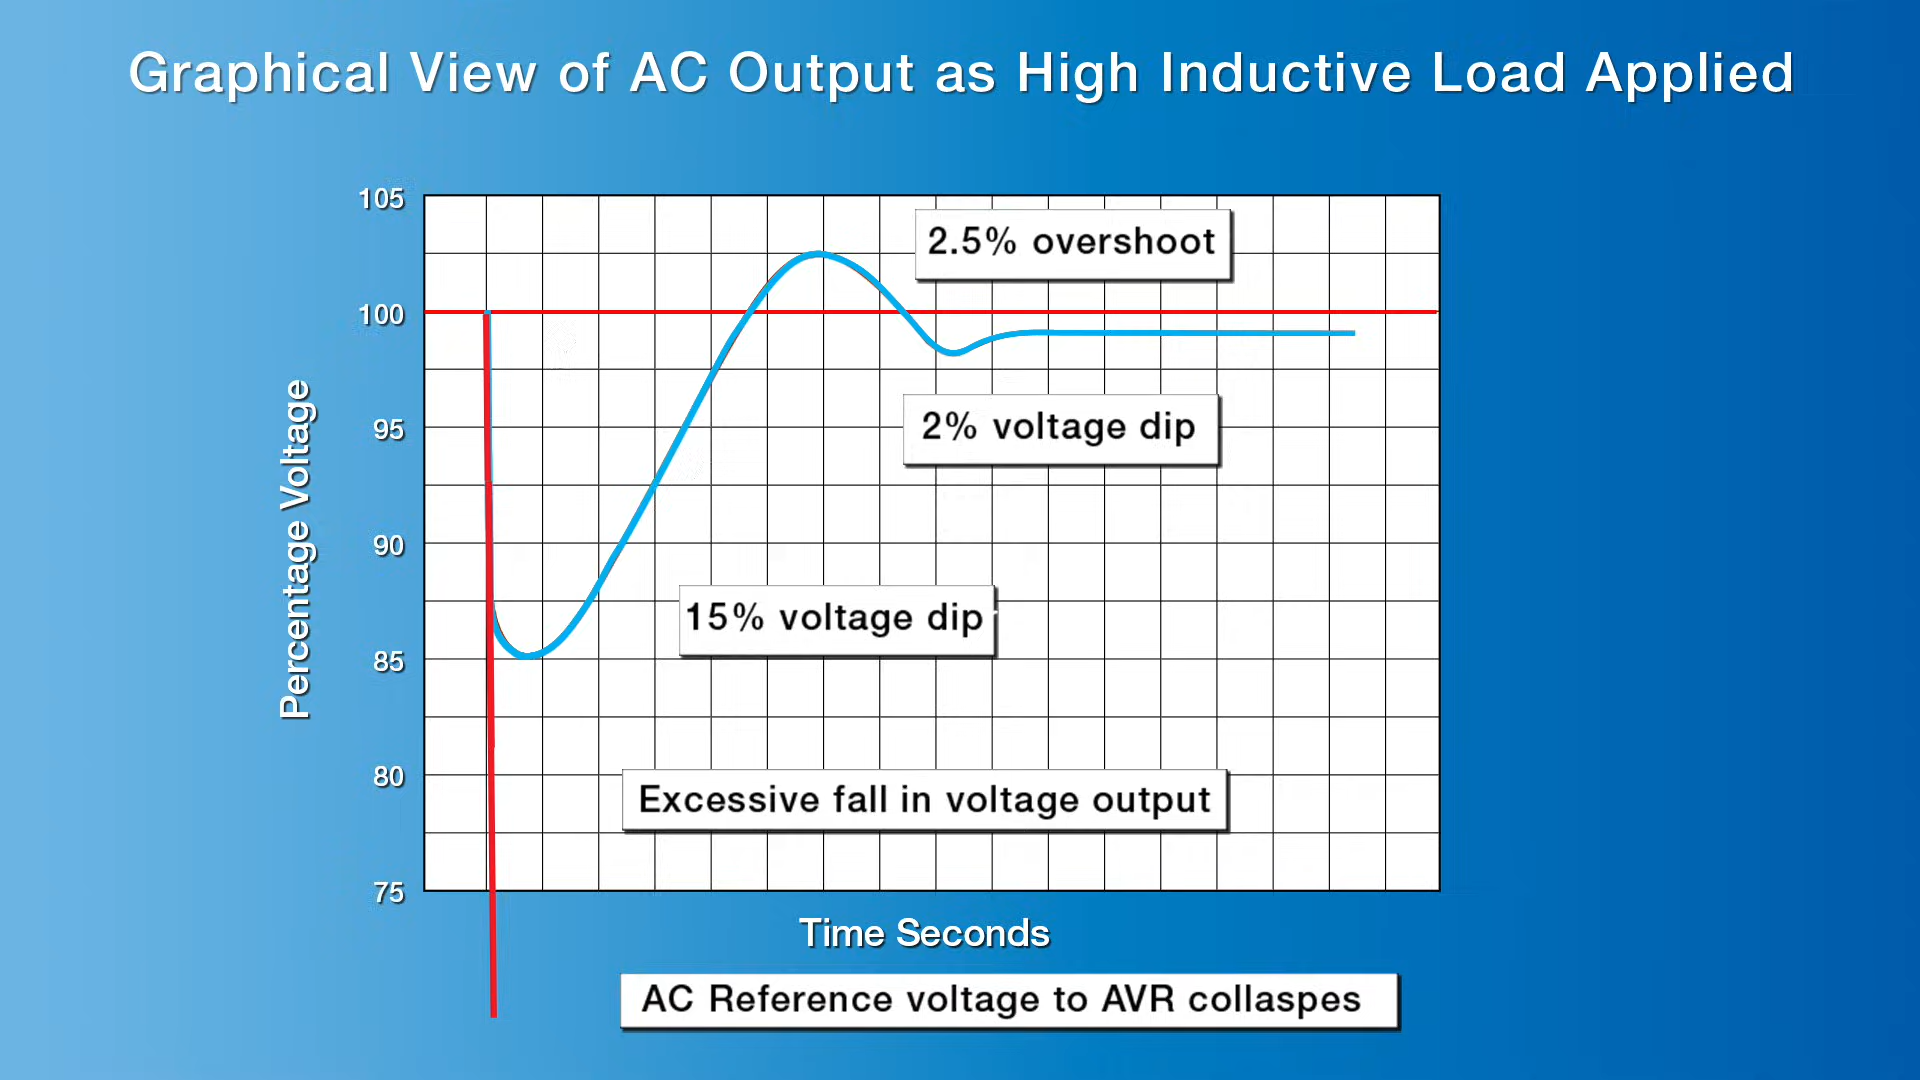 Graphical View of AC Output as High Inductive Load Applied
105
100
95
90
85
80
75
Percentage Voltage
2.5% overshoot
2% voltage dip
15% voltage dip
Excessive fall in voltage output
Time Seconds
AC Reference voltage to AVR collaspes